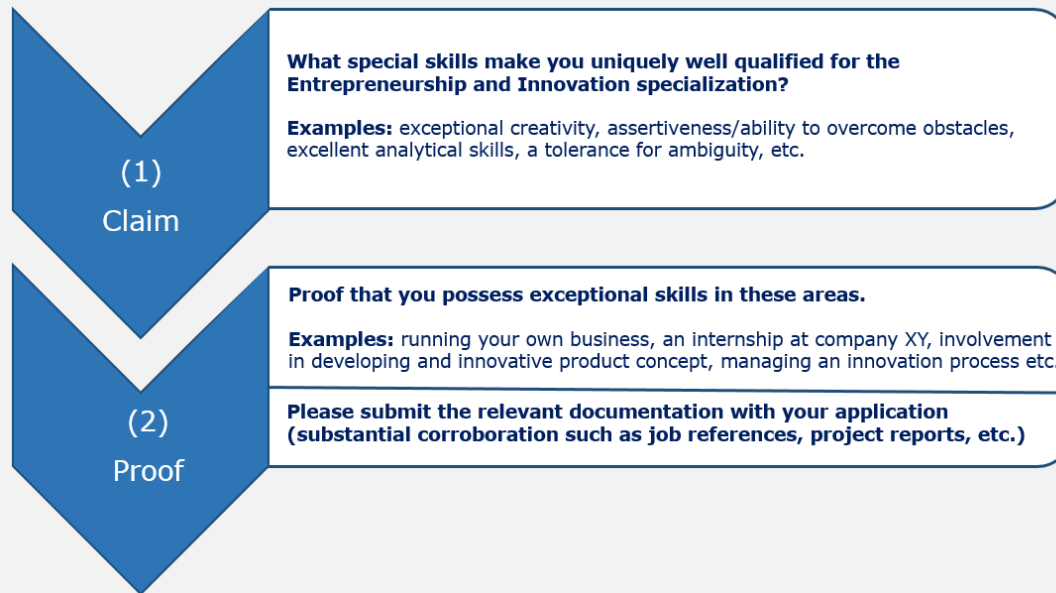 (1)
Claim
What special skills make you uniquely well qualified for the
Entrepreneurship and Innovation specialization?
Examples: exceptional creativity, assertiveness/ability to overcome obstacles,
excellent analytical skills, a tolerance for ambiguity, etc.
(2)
Proof
Proof that you possess exceptional skills in these areas.
Examples: running your own business, an internship at company XY, involvement
in developing and innovative product concept, managing an innovation process etc.
Please submit the relevant documentation with your application
(substantial corroboration such as job references, project reports, etc.)